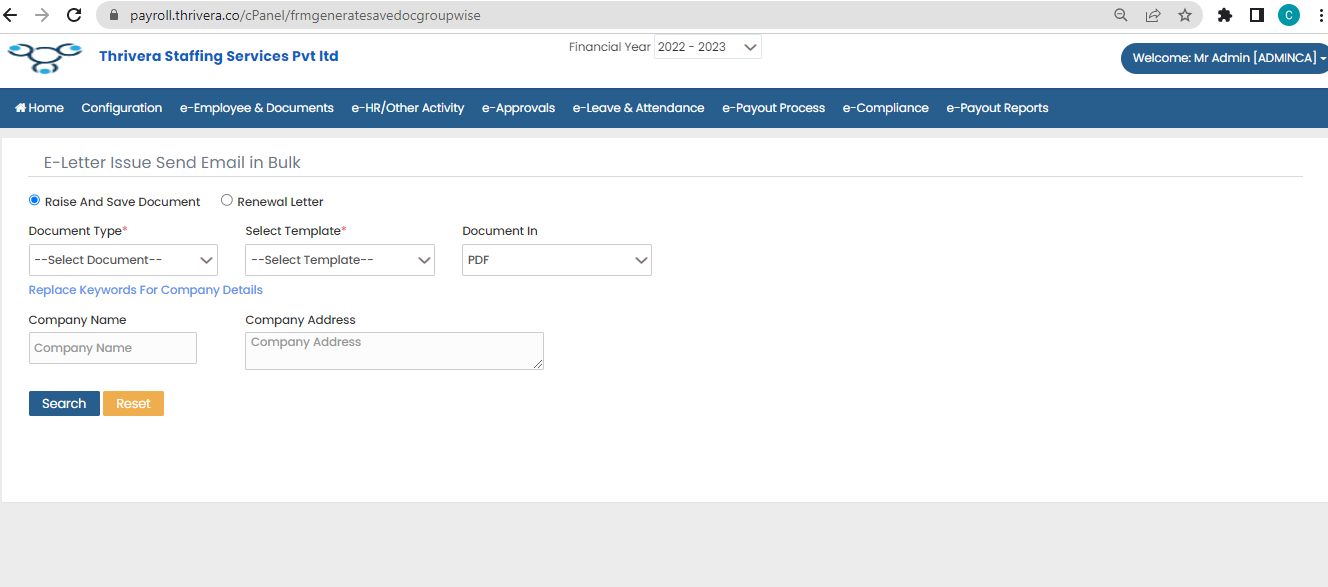 payroll.thrivera.co/cPanel/frmgeneratesavedocgroupwise
C
Thrivera Staffing Services Pvt ltd
Financial Year 2022 - 2023
Welcome: Mr Admin [ADMINCA]
Home Configuration e-Employee & Documents e-HR/Other Activity e-Approvals e-Leave & Attendance e-Payout Process e-Compliance e-Payout Reports
E-Letter Issue Send Email in Bulk
Raise And Save Document Renewal Letter
Document Type* Select Template* Document In
--Select Document-- --Select Template-- PDF
Replace Keywords For Company Details
Company Name Company Address
Company Name Company Address
Search Reset